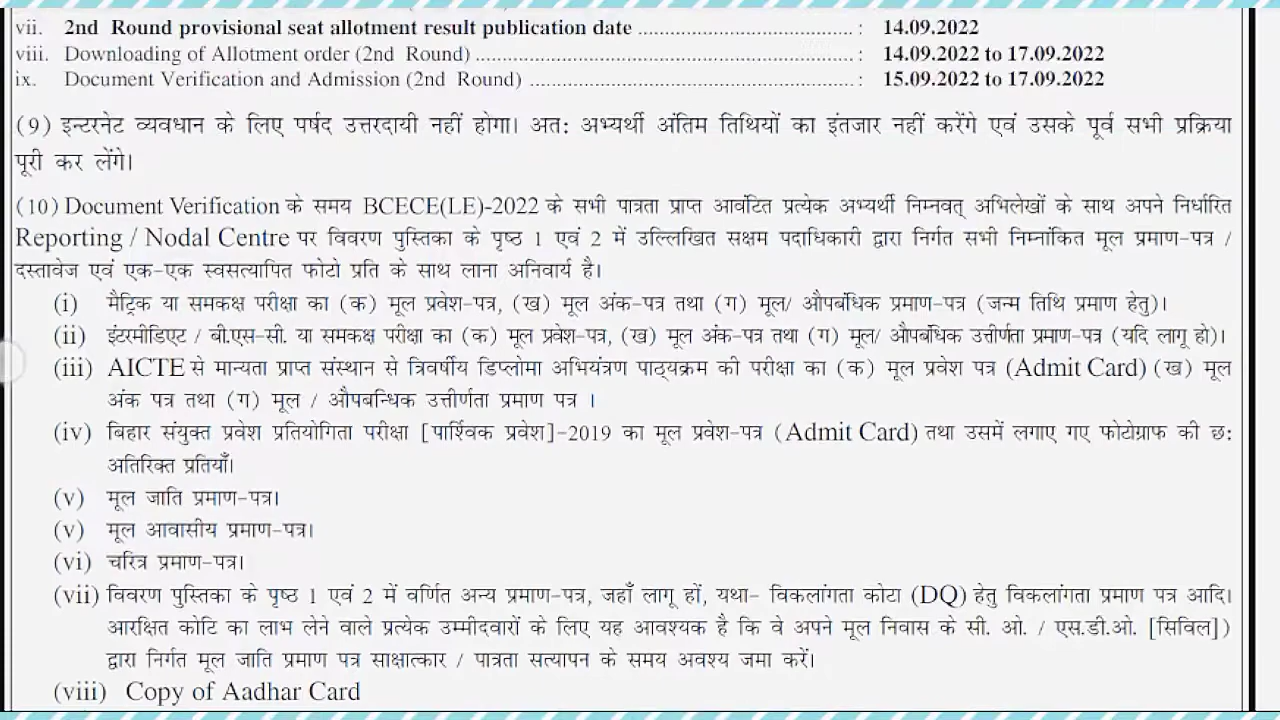 vii. 2nd Round provisional seat allotment result publication date ..................................... : 14.09.2022
viii. Downloading of Allotment order (2nd Round) ................................................................. : 14.09.2022 to 17.09.2022
ix. Document Verification and Admission (2nd Round) ........................................................ : 15.09.2022 to 17.09.2022
(9) इन्टरनेट व्यवधान के लिए पर्षद उत्तरदायी नहीं होगा। अतः अभ्यर्थी अंतिम तिथियों का इंतजार नहीं करेंगे एवं उसके पूर्व सभी प्रक्रिया
पूरी कर लेंगे।
(10) Document Verification के समय BCECE(LE)-2022 के सभी पात्रता प्राप्त आवंटित प्रत्येक अभ्यर्थी निम्नवत् अभिलेखों के साथ अपने निर्धारित
Reporting / Nodal Centre पर विवरण पुस्तिका के पृष्ठ 1 एवं 2 में उल्लिखित सक्षम पदाधिकारी द्वारा निर्गत सभी निम्नांकित मूल प्रमाण-पत्र /
दस्तावेज एवं एक-एक स्वसत्यापित फोटो प्रति के साथ लाना अनिवार्य है।
(i) मैट्रिक या समकक्ष परीक्षा का (क) मूल प्रवेश-पत्र, (ख) मूल अंक-पत्र तथा (ग) मूल/ औपबंधिक प्रमाण-पत्र (जन्म तिथि प्रमाण हेतु)।
(ii) इंटरमीडिएट / बी.एस-सी. या समकक्ष परीक्षा का (क) मूल प्रवेश-पत्र, (ख) मूल अंक-पत्र तथा (ग) मूल/ औपबंधिक उत्तीर्णता प्रमाण-पत्र (यदि लागू हो)।
(iii) AICTE से मान्यता प्राप्त संस्थान से त्रिवर्षीय डिप्लोमा अभियंत्रण पाठ्यक्रम की परीक्षा का (क) मूल प्रवेश पत्र (Admit Card) (ख) मूल
अंक पत्र तथा (ग) मूल / औपबन्धिक उत्तीर्णता प्रमाण पत्र ।
(iv) बिहार संयुक्त प्रवेश प्रतियोगिता परीक्षा [पार्श्विक प्रवेश]-2019 का मूल प्रवेश-पत्र (Admit Card) तथा उसमें लगाए गए फोटोग्राफ की छः
अतिरिक्त प्रतियाँ।
(v) मूल जाति प्रमाण-पत्र।
(v) मूल आवासीय प्रमाण-पत्र।
(vi) चरित्र प्रमाण-पत्र।
(vii) विवरण पुस्तिका के पृष्ठ 1 एवं 2 में वर्णित अन्य प्रमाण-पत्र, जहाँ लागू हों, यथा- विकलांगता कोटा (DQ) हेतु विकलांगता प्रमाण पत्र आदि।
आरक्षित कोटि का लाभ लेने वाले प्रत्येक उम्मीदवारों के लिए यह आवश्यक है कि वे अपने मूल निवास के सी. ओ. / एस.डी.ओ. [सिविल])
द्वारा निर्गत मूल जाति प्रमाण पत्र साक्षात्कार / पात्रता सत्यापन के समय अवश्य जमा करें।
(viii) Copy of Aadhar Card